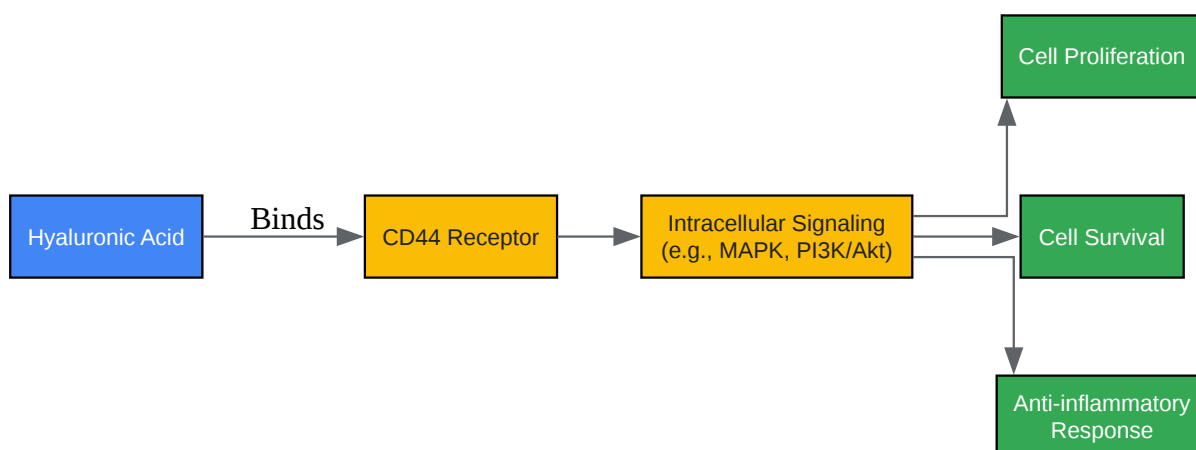 Cell Proliferation
Hyaluronic Acid
Binds
CD44 Receptor
Intracellular Signaling
(e.g., MAPK, PI3K/Akt)
Cell Survival
Anti-inflammatory
Response